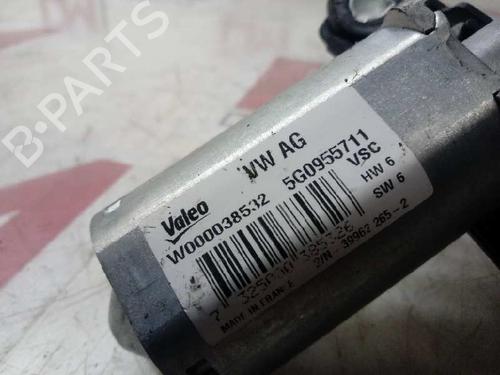 VW AG
Valeo
W000038532 5G0955711
VSC
HW 6
SW 6
S/N: 39962 265-2
MADE IN FRANCE
B-PARTS